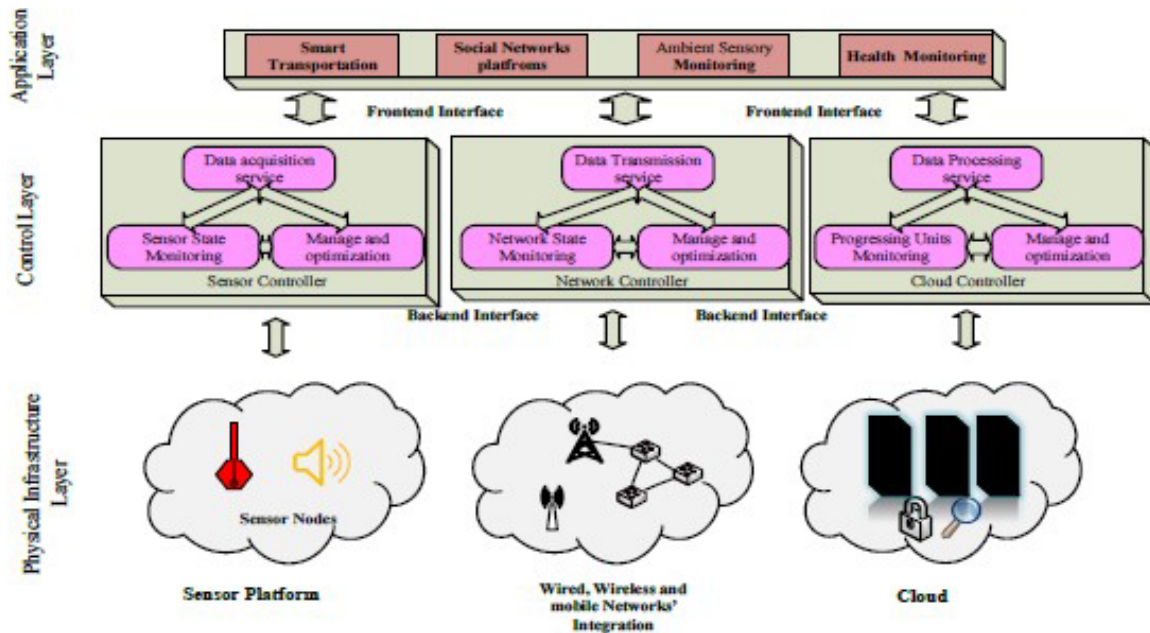 Application
Layer
Smart
Transportation
Social Networks
platfroms
Ambient Sensory
Monitoring
Health Monitoring
Frontend Interface
Frontend Interface
Control Layer
Data acquisition
service
Sensor State
Monitoring
Manage and
optimization
Sensor Controller
Data Transmission
service
Network State
Monitoring
Manage and
optimization
Network Controller
Data Processing
service
Progressing Units
Monitoring
Manage and
optimization
Cloud Controller
Backend Interface
Backend Interface
Physical Infrastructure
Layer
Sensor Nodes
Sensor Platform
Wired, Wireless and
mobile Networks'
Integration
Cloud